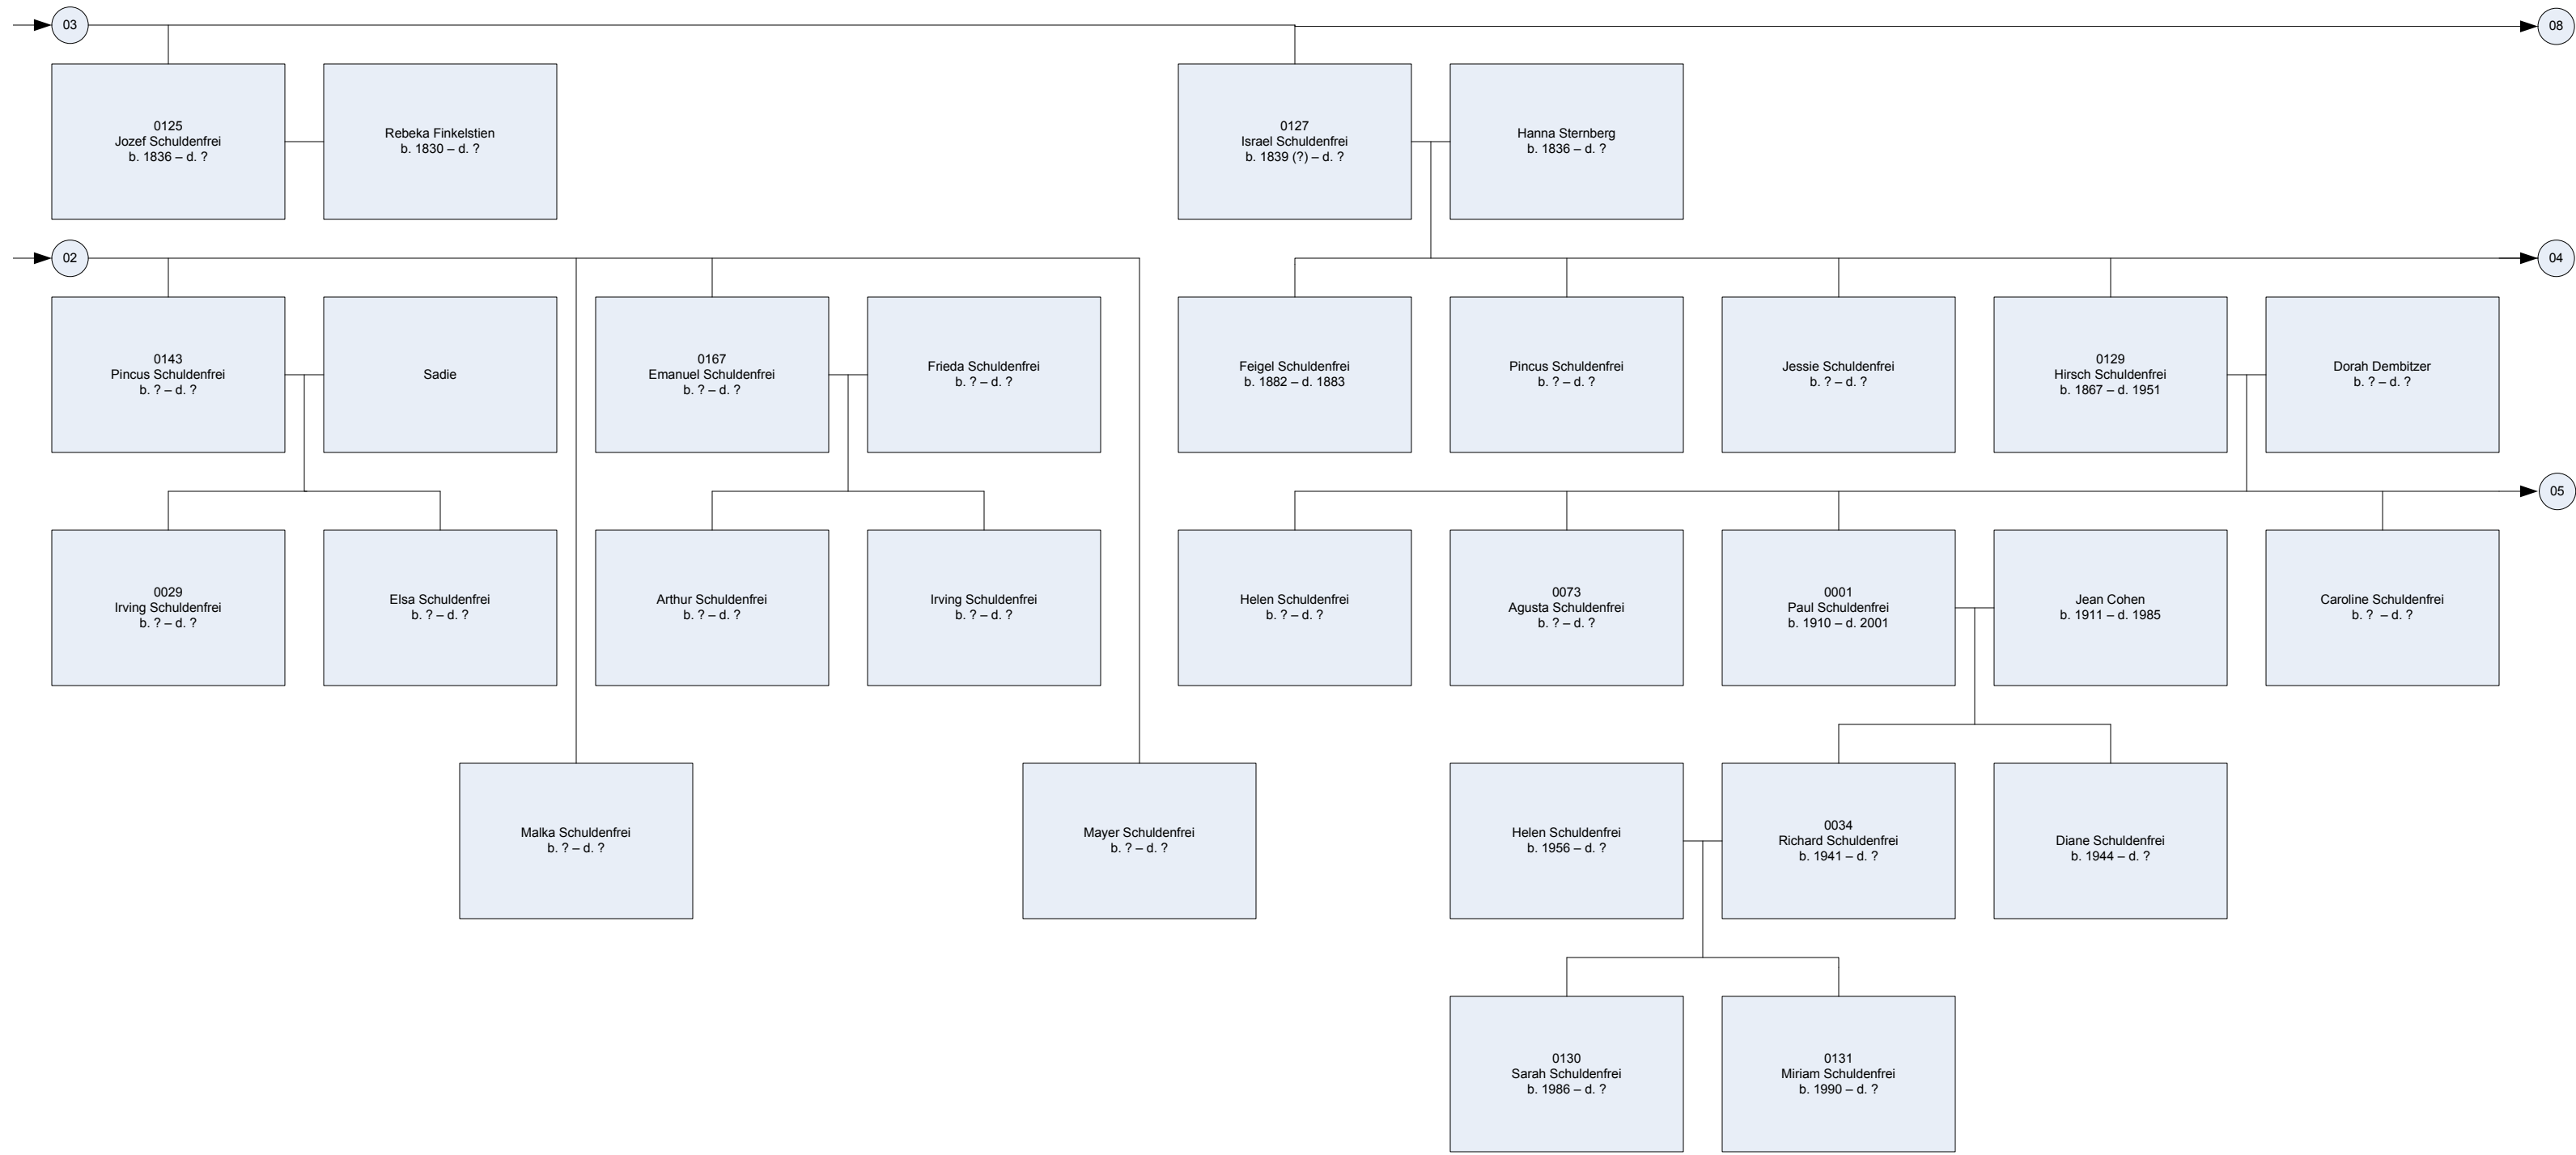 03
08
0125
Jozef Schuldenfrei
b. 1836 – d. ?
Rebeka Finkelstien
b. 1830 – d. ?
0127
Israel Schuldenfrei
b. 1839 (?) – d. ?
Hanna Sternberg
b. 1836 – d. ?
02
04
0143
Pincus Schuldenfrei
b. ? – d. ?
Sadie
0167
Emanuel Schuldenfrei
b. ? – d. ?
Frieda Schuldenfrei
b. ? – d. ?
Feigel Schuldenfrei
b. 1882 – d. 1883
Pincus Schuldenfrei
b. ? – d. ?
Jessie Schuldenfrei
b. ? – d. ?
0129
Hirsch Schuldenfrei
b. 1867 – d. 1951
Dorah Dembitzer
b. ? – d. ?
05
0029
Irving Schuldenfrei
b. ? – d. ?
Elsa Schuldenfrei
b. ? – d. ?
Arthur Schuldenfrei
b. ? – d. ?
Irving Schuldenfrei
b. ? – d. ?
Helen Schuldenfrei
b. ? – d. ?
0073
Agusta Schuldenfrei
b. ? – d. ?
0001
Paul Schuldenfrei
b. 1910 – d. 2001
Jean Cohen
b. 1911 – d. 1985
Caroline Schuldenfrei
b. ? – d. ?
Malka Schuldenfrei
b. ? – d. ?
Mayer Schuldenfrei
b. ? – d. ?
Helen Schuldenfrei
b. 1956 – d. ?
0034
Richard Schuldenfrei
b. 1941 – d. ?
Diane Schuldenfrei
b. 1944 – d. ?
0130
Sarah Schuldenfrei
b. 1986 – d. ?
0131
Miriam Schuldenfrei
b. 1990 – d. ?